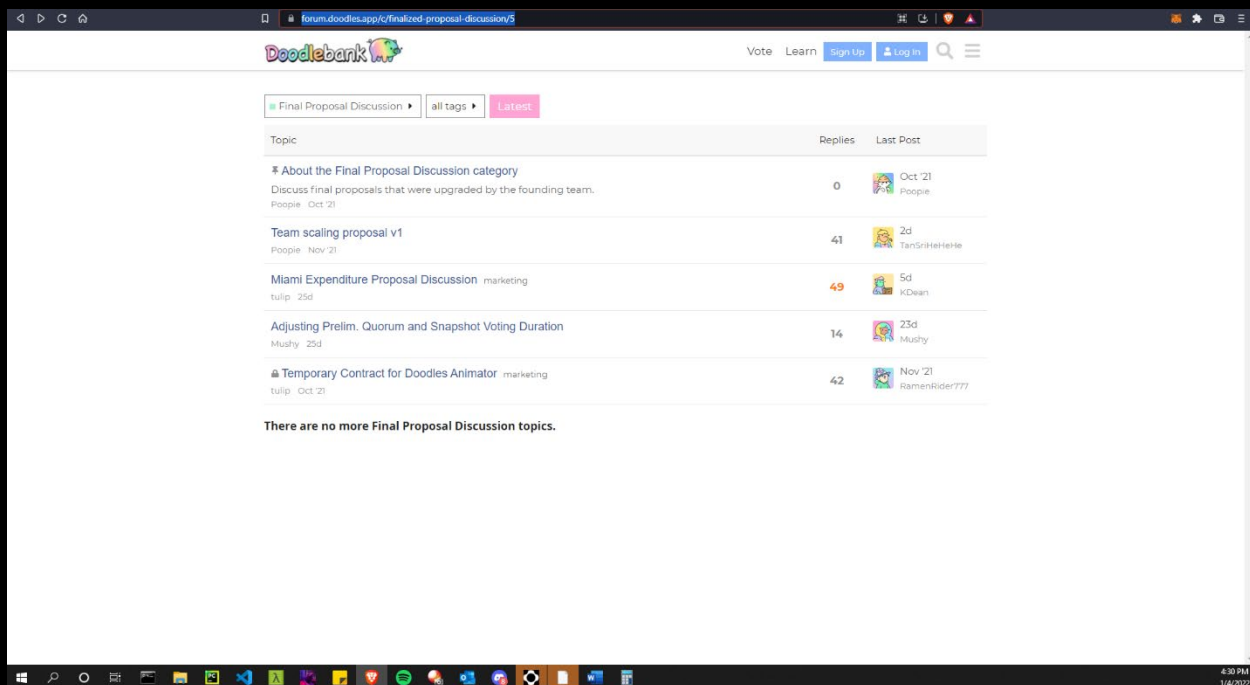 forum.doodles.app/c/finalized-proposal-discussion/5
Doodlebank
Vote Learn Sign Up Log In
Final Proposal Discussion all tags Latest
Topic Replies Last Post
About the Final Proposal Discussion category 0 Oct '21
Discuss final proposals that were upgraded by the founding team. Poopie
Poopie Oct '21
Team scaling proposal v1 41 2d
Poopie Nov '21 TanSriHeHeHe
Miami Expenditure Proposal Discussion marketing 49 5d
tulip 25d KDean
Adjusting Prelim. Quorum and Snapshot Voting Duration 14 23d
Mushy 25d Mushy
Temporary Contract for Doodles Animator marketing 42 Nov '21
tulip Oct '21 RamenRider777
There are no more Final Proposal Discussion topics.
4:30 PM
1/4/2022